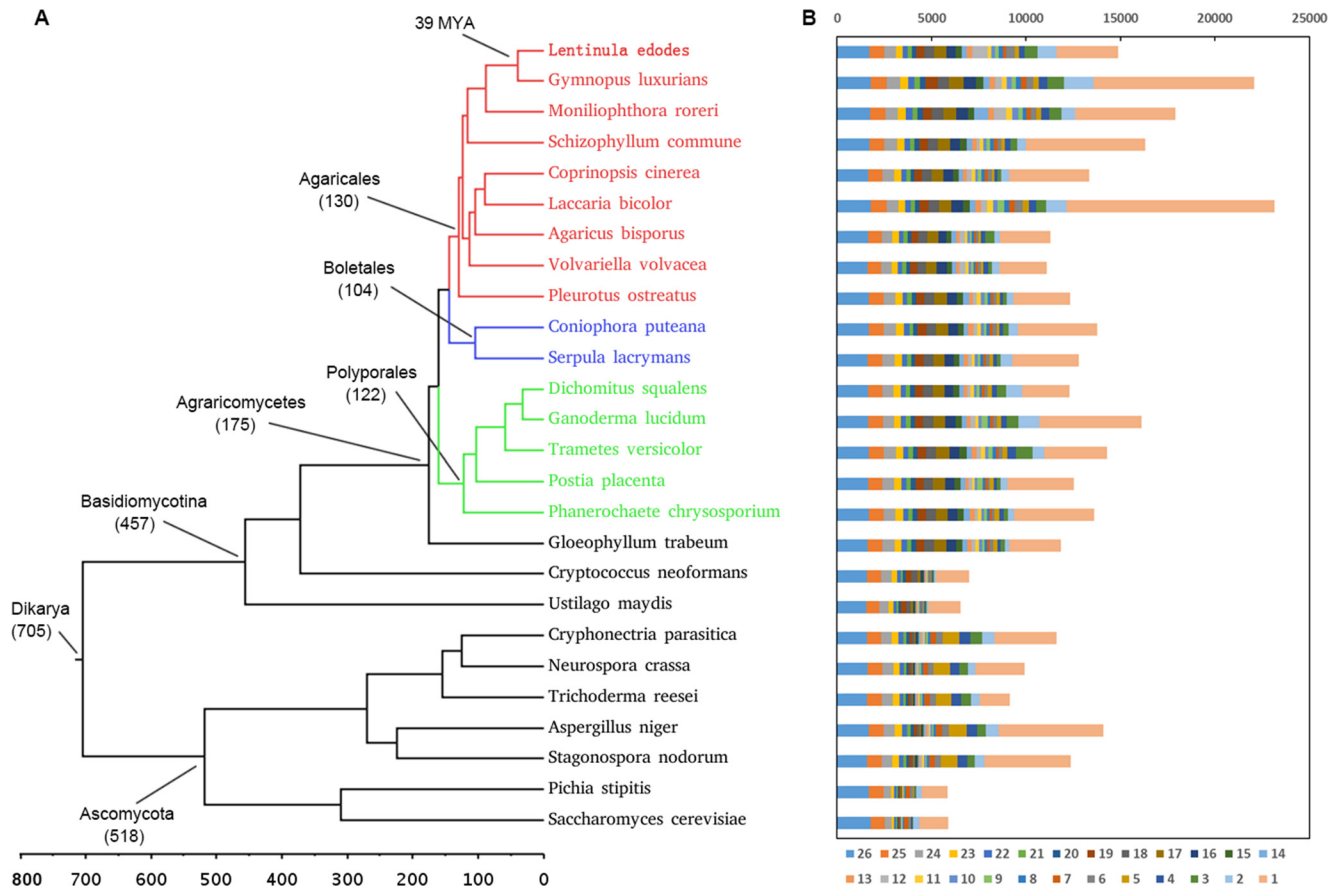 A
39 MYA
Lentinula edodes
Gymnopus luxurians
Moniliophthora roreri
Schizophyllum commune
Coprinopsis cinerea
Agaricales
(130)
Laccaria bicolor
Agaricus bisporus
Volvariella volvacea
Boletales
(104)
Pleurotus ostreatus
Coniophora puteana
Serpula lacrymans
Polyporales
(122)
Dichomitus squalens
Agraricomycetes
(175)
Ganoderma lucidum
Trametes versicolor
Postia placenta
Phanerochaete chrysosporium
Basidiomycotina
(457)
Gloeophyllum trabeum
Cryptococcus neoformans
Ustilago maydis
Dikarya
(705)
Cryphonectria parasitica
Neurospora crassa
Trichoderma reesei
Aspergillus niger
Stagonospora nodorum
Pichia stipitis
Ascomycota
(518)
Saccharomyces cerevisiae
800 700 600 500 400 300 200 100 0
B
0 5000 10000 15000 20000 25000
26 25 24 23 22 21 20 19 18 17 16 15 14
13 12 11 10 9 8 7 6 5 4 3 2 1